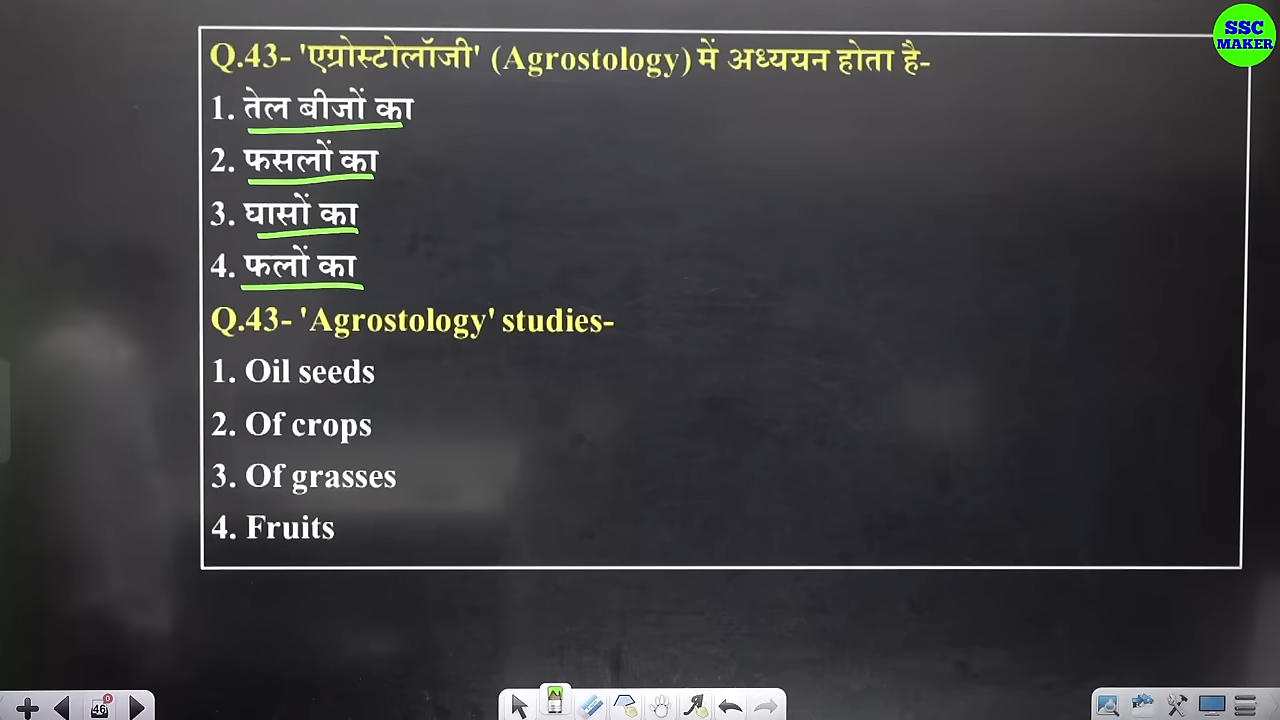 SSC
MAKER
Q.43- 'एग्रोस्टोलॉजी' (Agrostology) में अध्ययन होता है-
1. तेल बीजों का
2. फसलों का
3. घासों का
4. फलों का
Q.43- 'Agrostology' studies-
1. Oil seeds
2. Of crops
3. Of grasses
4. Fruits
46
0